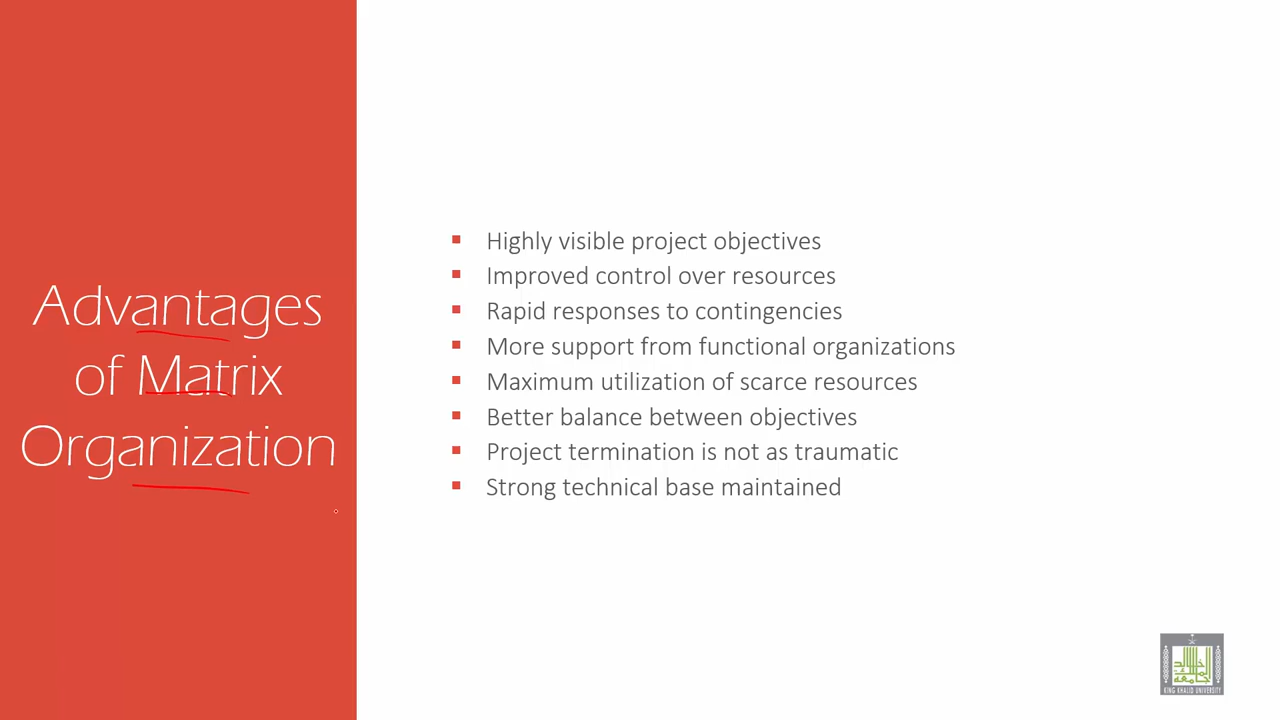 Advantages
of Matrix
Organization
Highly visible project objectives
Improved control over resources
Rapid responses to contingencies
More support from functional organizations
Maximum utilization of scarce resources
Better balance between objectives
Project termination is not as traumatic
Strong technical base maintained
KING KHALID UNIVERSITY